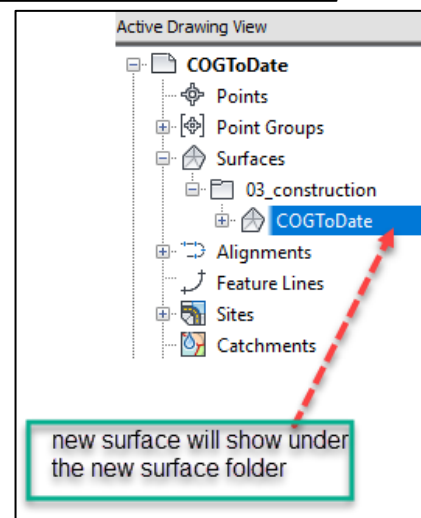 Active Drawing View
COGToDate
Points
Point Groups
Surfaces
03_construction
COGToDate
Alignments
Feature Lines
Sites
Catchments
new surface will show under
the new surface folder